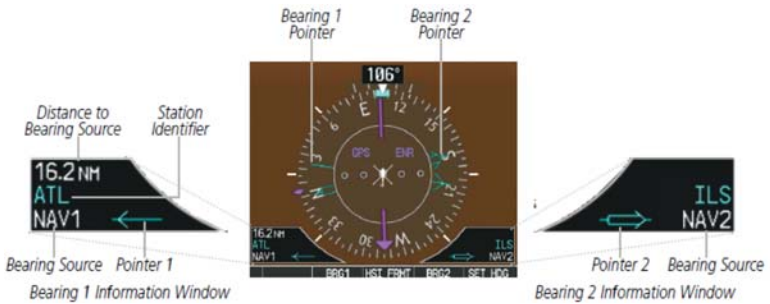 Bearing 1
Pointer
Bearing 2
Pointer
Distance to
Bearing Source
Station
Identifier
106°
E
12
15
S
21
24
W
30
33
N
3
6
GPS ENR
16.2 NM
ATL
NAV1
ILS
NAV2
16.2 NM
ATL
NAV1
ILS
NAV2
BRG1 HSI FRMT BRG2 SET HDG
Bearing Source Pointer 1
Bearing 1 Information Window
Pointer 2 Bearing Source
Bearing 2 Information Window